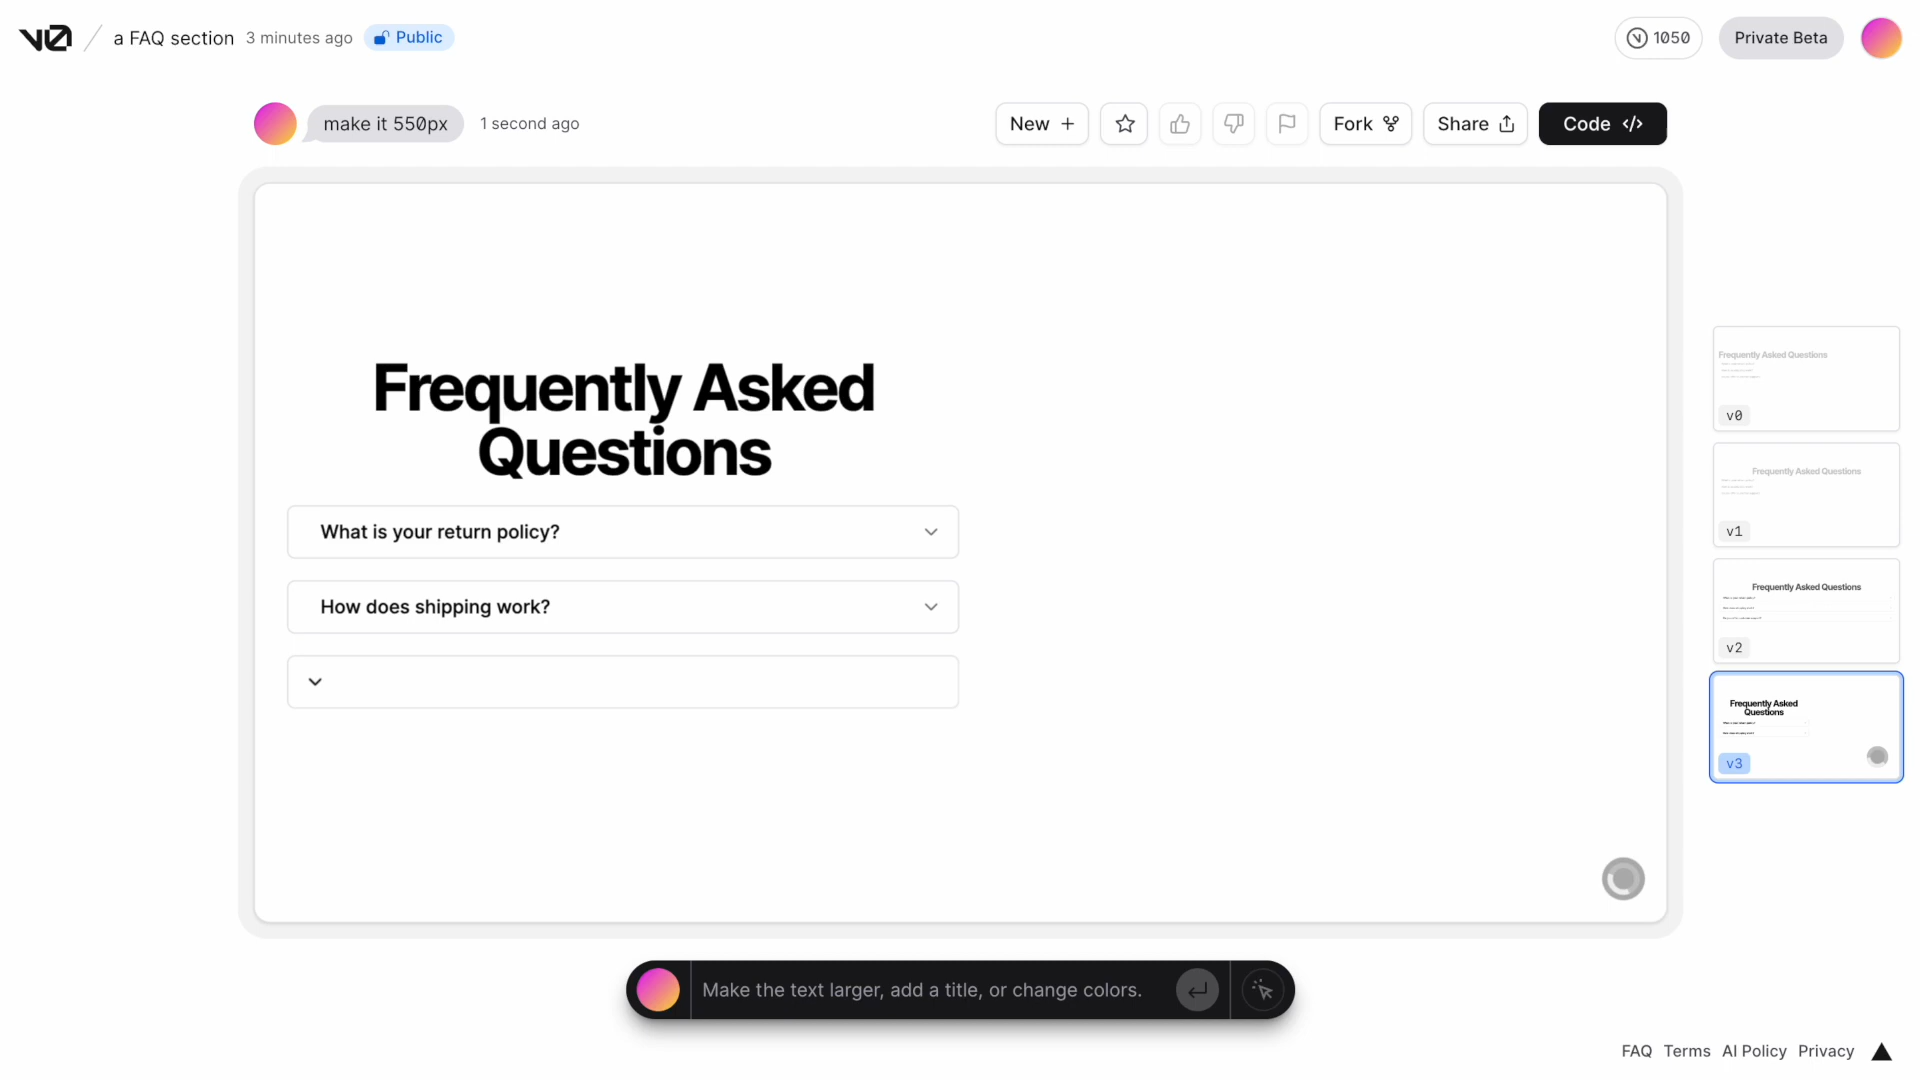 v0 / a FAQ section 3 minutes ago Public
1050 Private Beta
make it 550px 1 second ago
New + Fork Share Code </>
Frequently Asked
Questions
What is your return policy?
How does shipping work?
Frequently Asked Questions
v0
Frequently Asked Questions
v1
Frequently Asked Questions
v2
Frequently Asked
Questions
v3
Make the text larger, add a title, or change colors.
FAQ Terms AI Policy Privacy